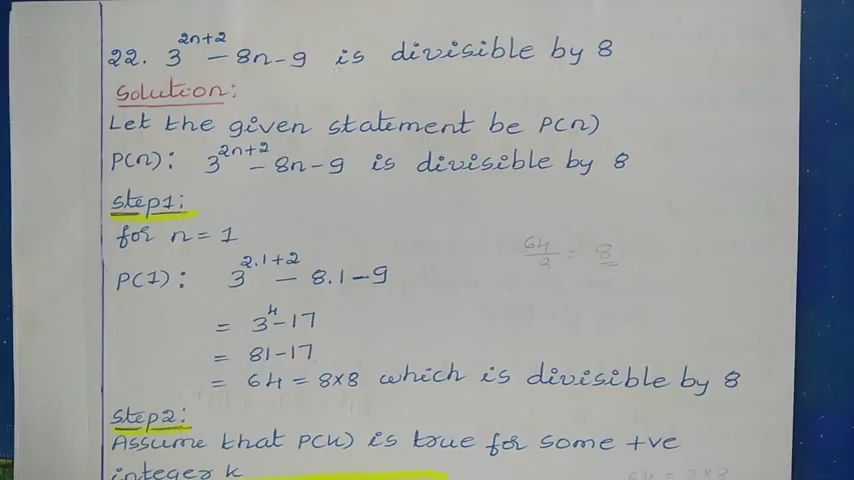 22. 3^{2n+2} - 8n - 9 is divisible by 8
Solution:
Let the given statement be P(n)
P(n): 3^{2n+2} - 8n - 9 is divisible by 8
Step1:
for n = 1
P(1): 3^{2.1+2} - 8.1 - 9
64/3 = 8
= 3^4 - 17
= 81 - 17
= 64 = 8×8 which is divisible by 8
Step2:
Assume that P(k) is true for some +ve
integer k